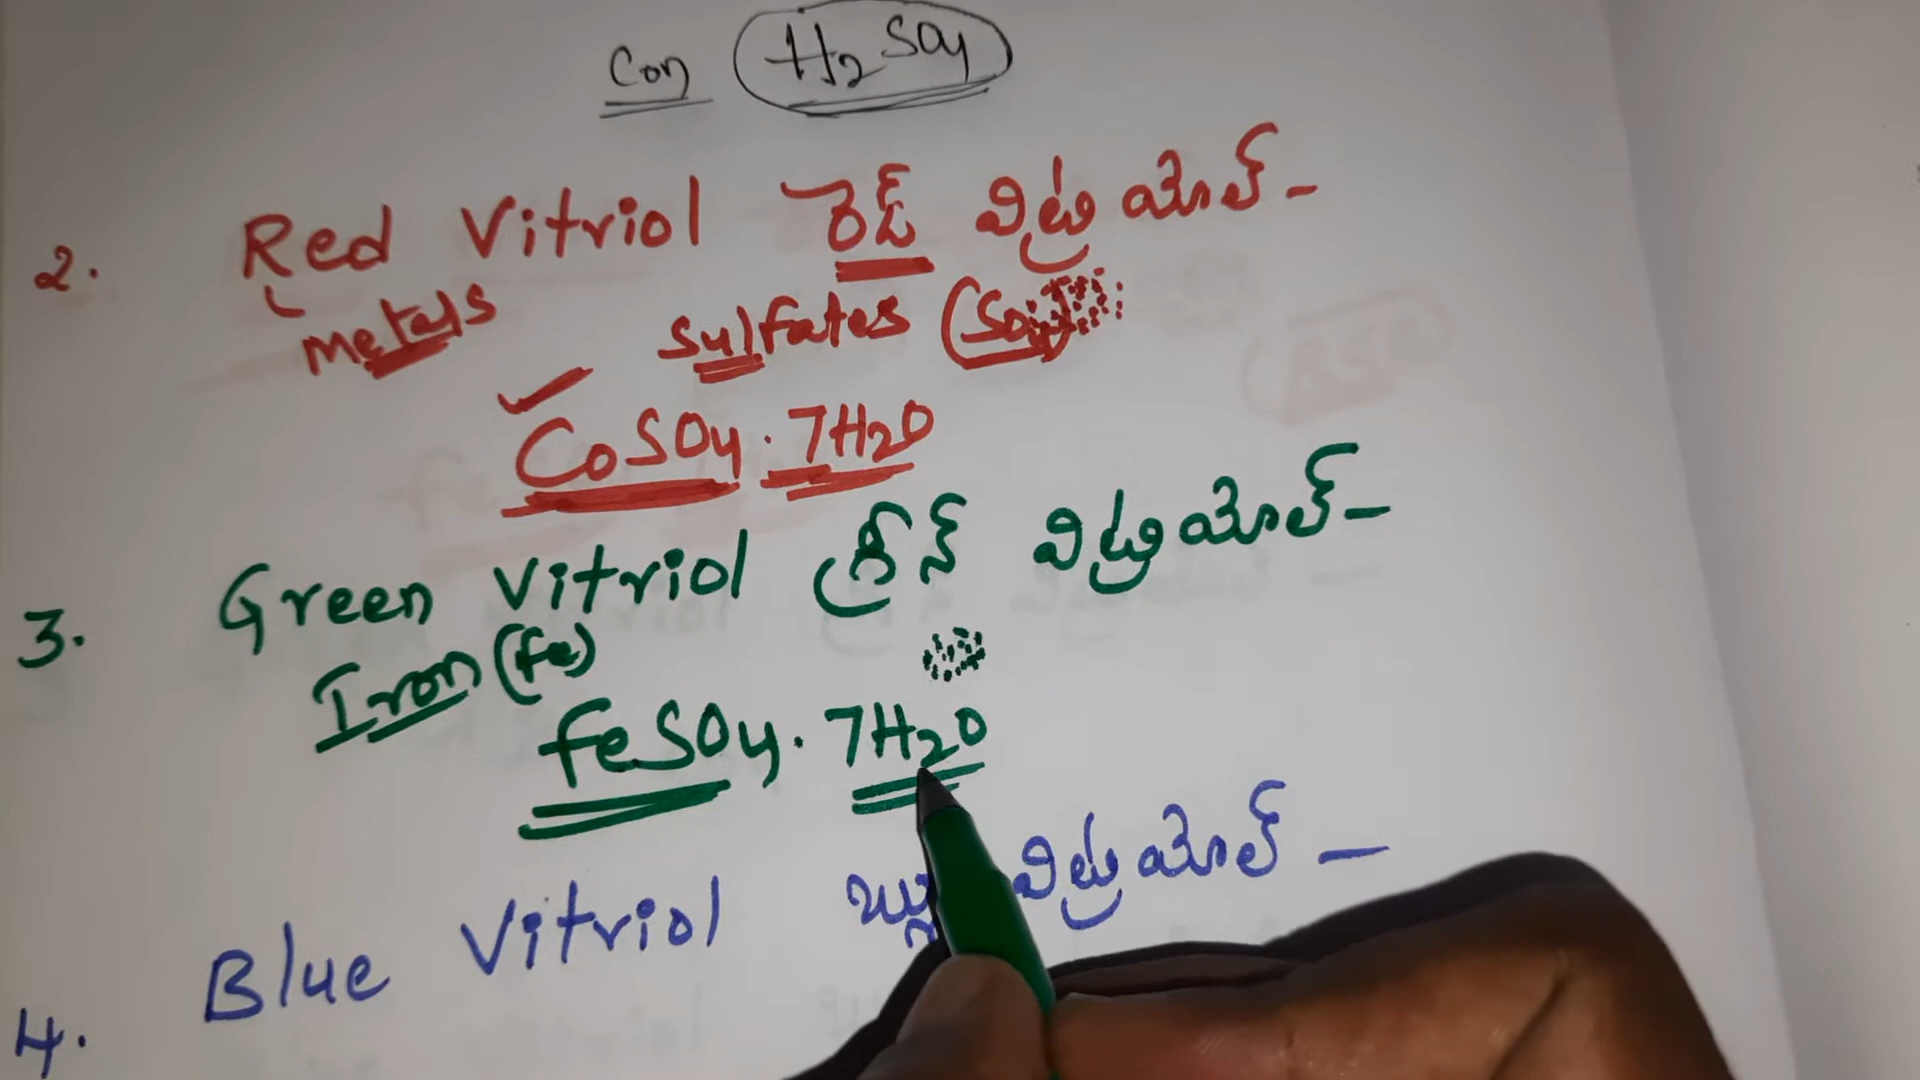 Con H2SO4
2. Red Vitriol రెడ్ విట్రియోల్ -
Metals sulfates
CoSO4 . 7H2O
3. Green Vitriol గ్రీన్ విట్రియోల్ -
Iron (Fe)
FeSO4 . 7H2O
4. Blue Vitriol విట్రియోల్ -